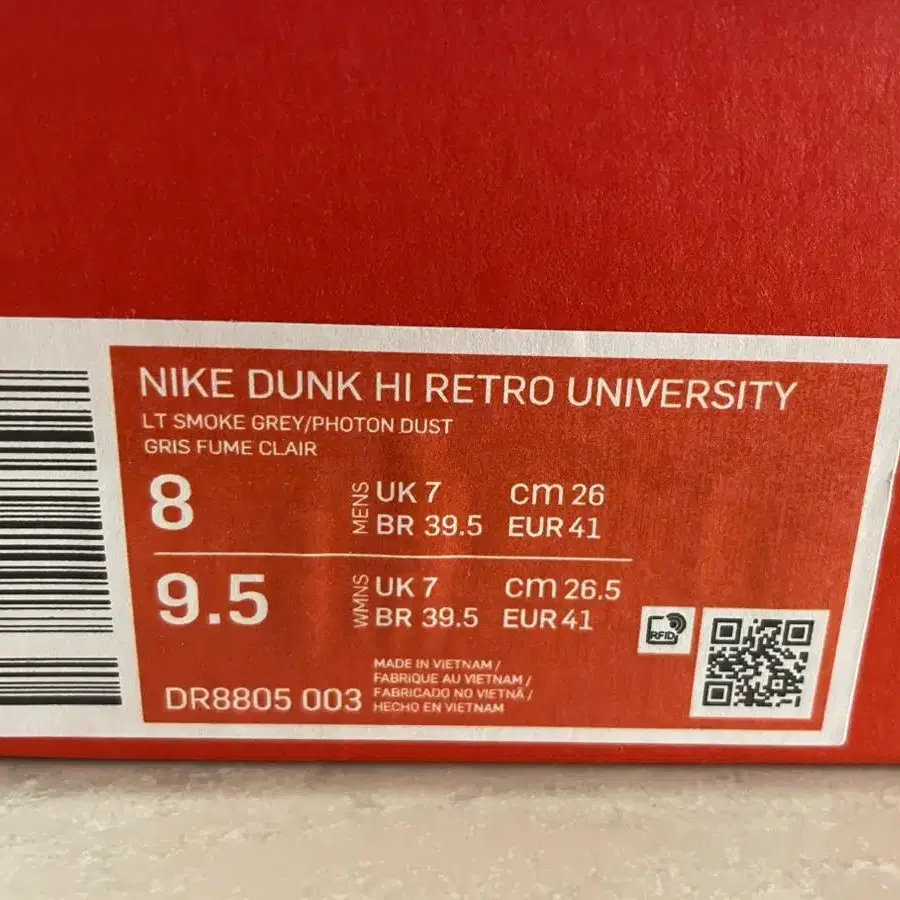 NIKE DUNK HI RETRO UNIVERSITY
LT SMOKE GREY/PHOTON DUST
GRIS FUME CLAIR
8 MENS UK 7 cm 26
BR 39.5 EUR 41
9.5 WMNS UK 7 cm 26.5
BR 39.5 EUR 41
RFID
MADE IN VIETNAM /
FABRIQUE AU VIETNAM /
FABRICADO NO VIETNÃ /
HECHO EN VIETNAM
DR8805 003